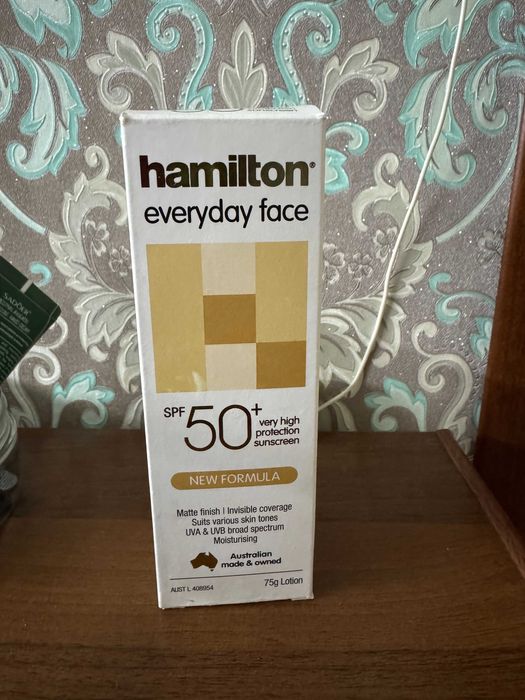 hamilton®
everyday face
SPF 50+ very high
protection
sunscreen
NEW FORMULA
Matte finish | Invisible coverage
Suits various skin tones
UVA & UVB broad spectrum
Moisturising
Australian
made & owned
AUST L 408954
75g Lotion
SADOER